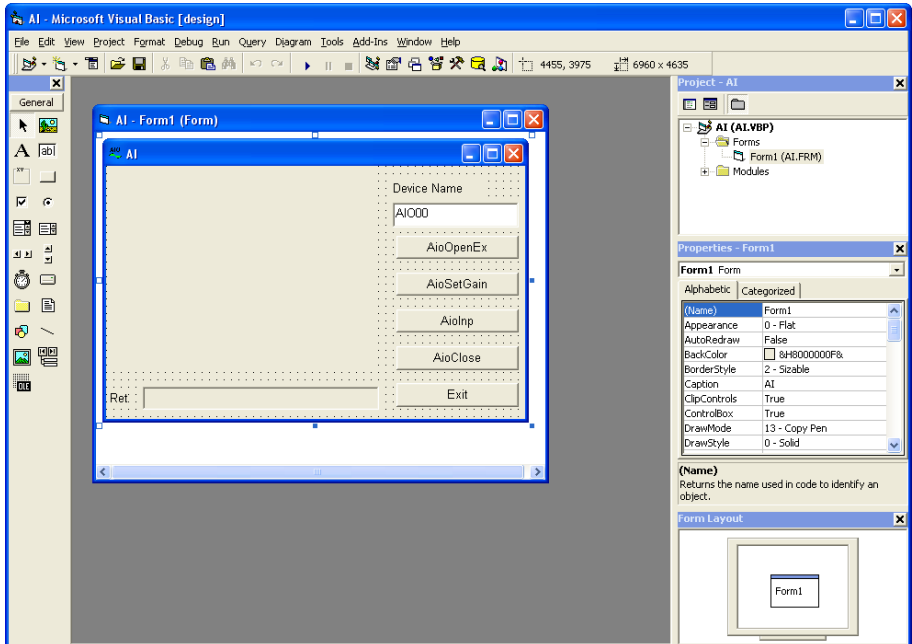 AI - Microsoft Visual Basic [design]
File Edit View Project Format Debug Run Query Diagram Tools Add-Ins Window Help
4455, 3975 6960 x 4635
General
A ab|
OLE
AI - Form1 (Form)
AI
Device Name
AIO00
AioOpenEx
AioSetGain
AioInp
AioClose
Ret. :
Exit
Project - AI
AI (AI.VBP)
Forms
Form1 (AI.FRM)
Modules
Properties - Form1
Form1 Form
Alphabetic Categorized
(Name) Form1
Appearance 0 - Flat
AutoRedraw False
BackColor &H8000000F&
BorderStyle 2 - Sizable
Caption AI
ClipControls True
ControlBox True
DrawMode 13 - Copy Pen
DrawStyle 0 - Solid
(Name)
Returns the name used in code to identify an
object.
Form Layout
Form1